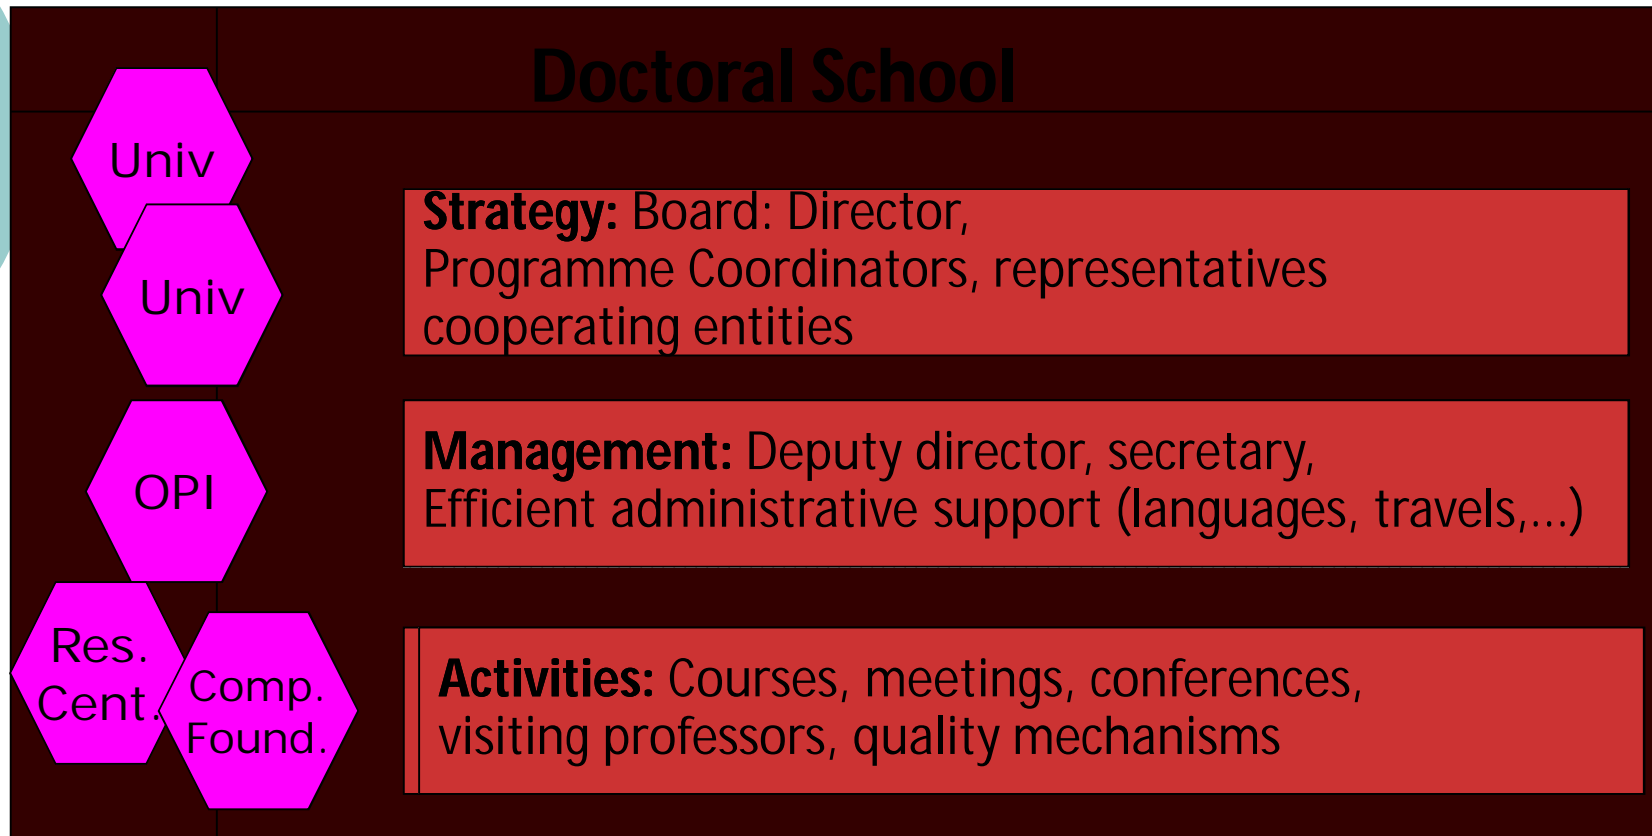 Doctoral School
Univ
Univ
OPI
Res.
Cent.
Comp.
Found.
Strategy: Board: Director,
Programme Coordinators, representatives
cooperating entities
Management: Deputy director, secretary,
Efficient administrative support (languages, travels,...)
Activities: Courses, meetings, conferences,
visiting professors, quality mechanisms